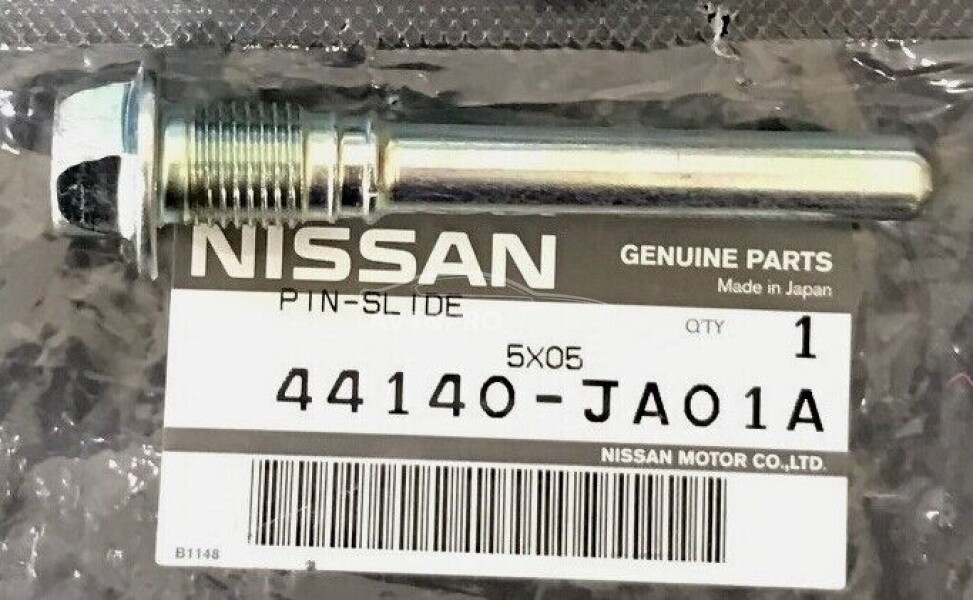 NISSAN
GENUINE PARTS
Made in Japan
PIN-SLIDE
QTY 1
5X05
44140-JA01A
NISSAN MOTOR CO.,LTD.
B1148